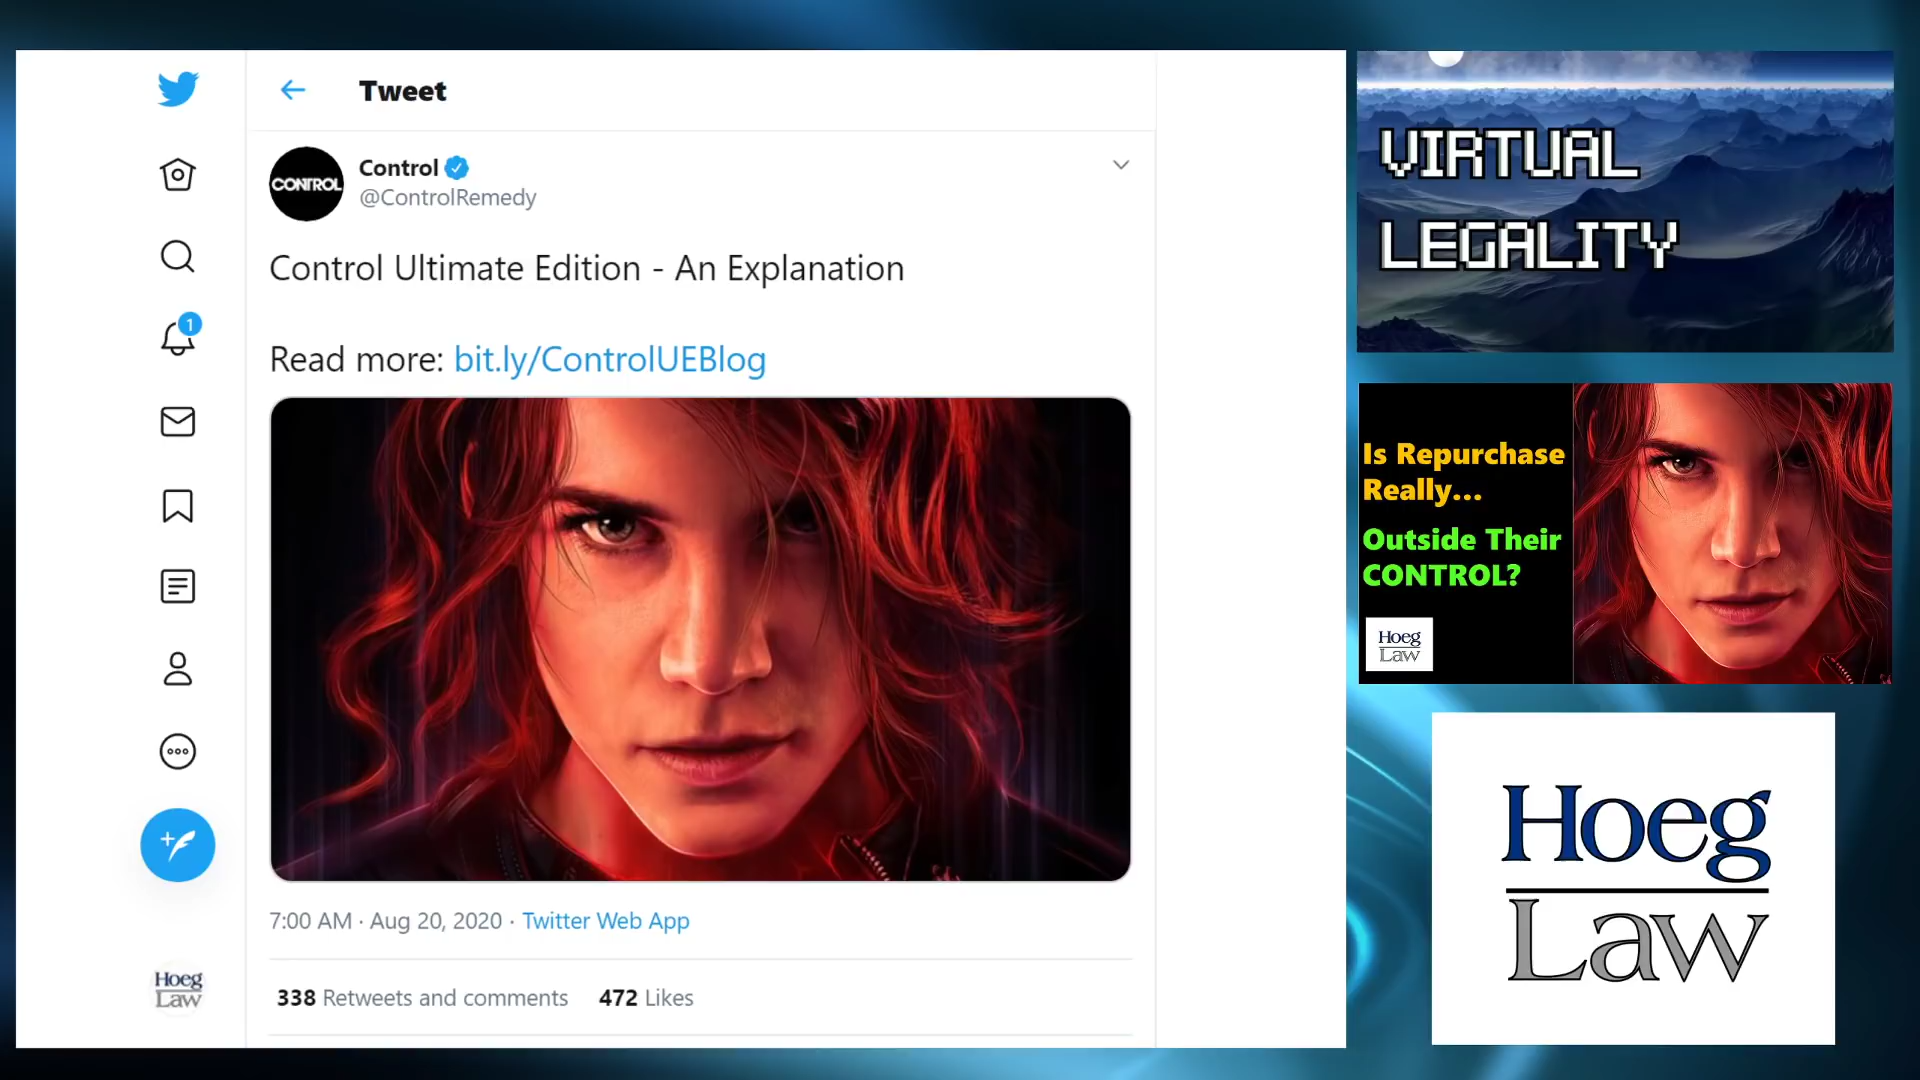 Tweet
CONTROL
Control
@ControlRemedy
Control Ultimate Edition - An Explanation
Read more: bit.ly/ControlUEBlog
7:00 AM · Aug 20, 2020 · Twitter Web App
338 Retweets and comments 472 Likes
1
Hoeg
Law
VIRTUAL
LEGALITY
Is Repurchase
Really...
Outside Their
CONTROL?
Hoeg
Law
Hoeg
Law